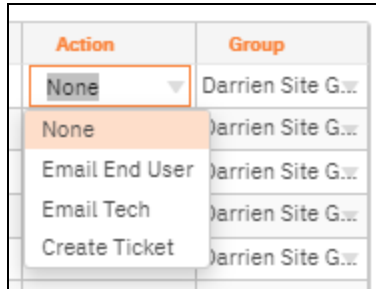 Action Group
None Darrien Site G...
None Darrien Site G...
Email End User Darrien Site G...
Email Tech Darrien Site G...
Create Ticket Darrien Site G...